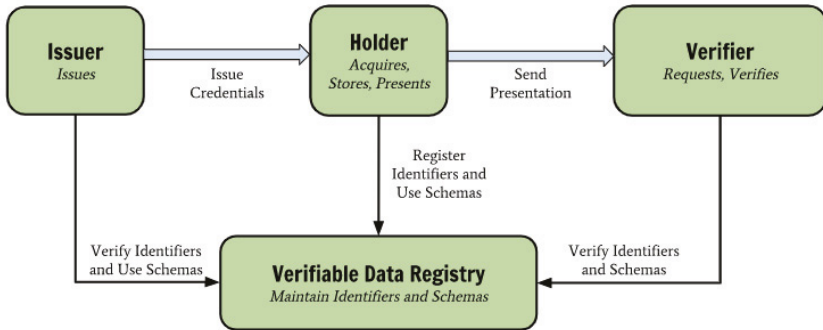 Issuer
Issues
Issue
Credentials
Holder
Acquires,
Stores, Presents
Send
Presentation
Verifier
Requests, Verifies
Register
Identifiers and
Use Schemas
Verify Identifiers
and Use Schemas
Verifiable Data Registry
Maintain Identifiers and Schemas
Verify Identifiers
and Schemas